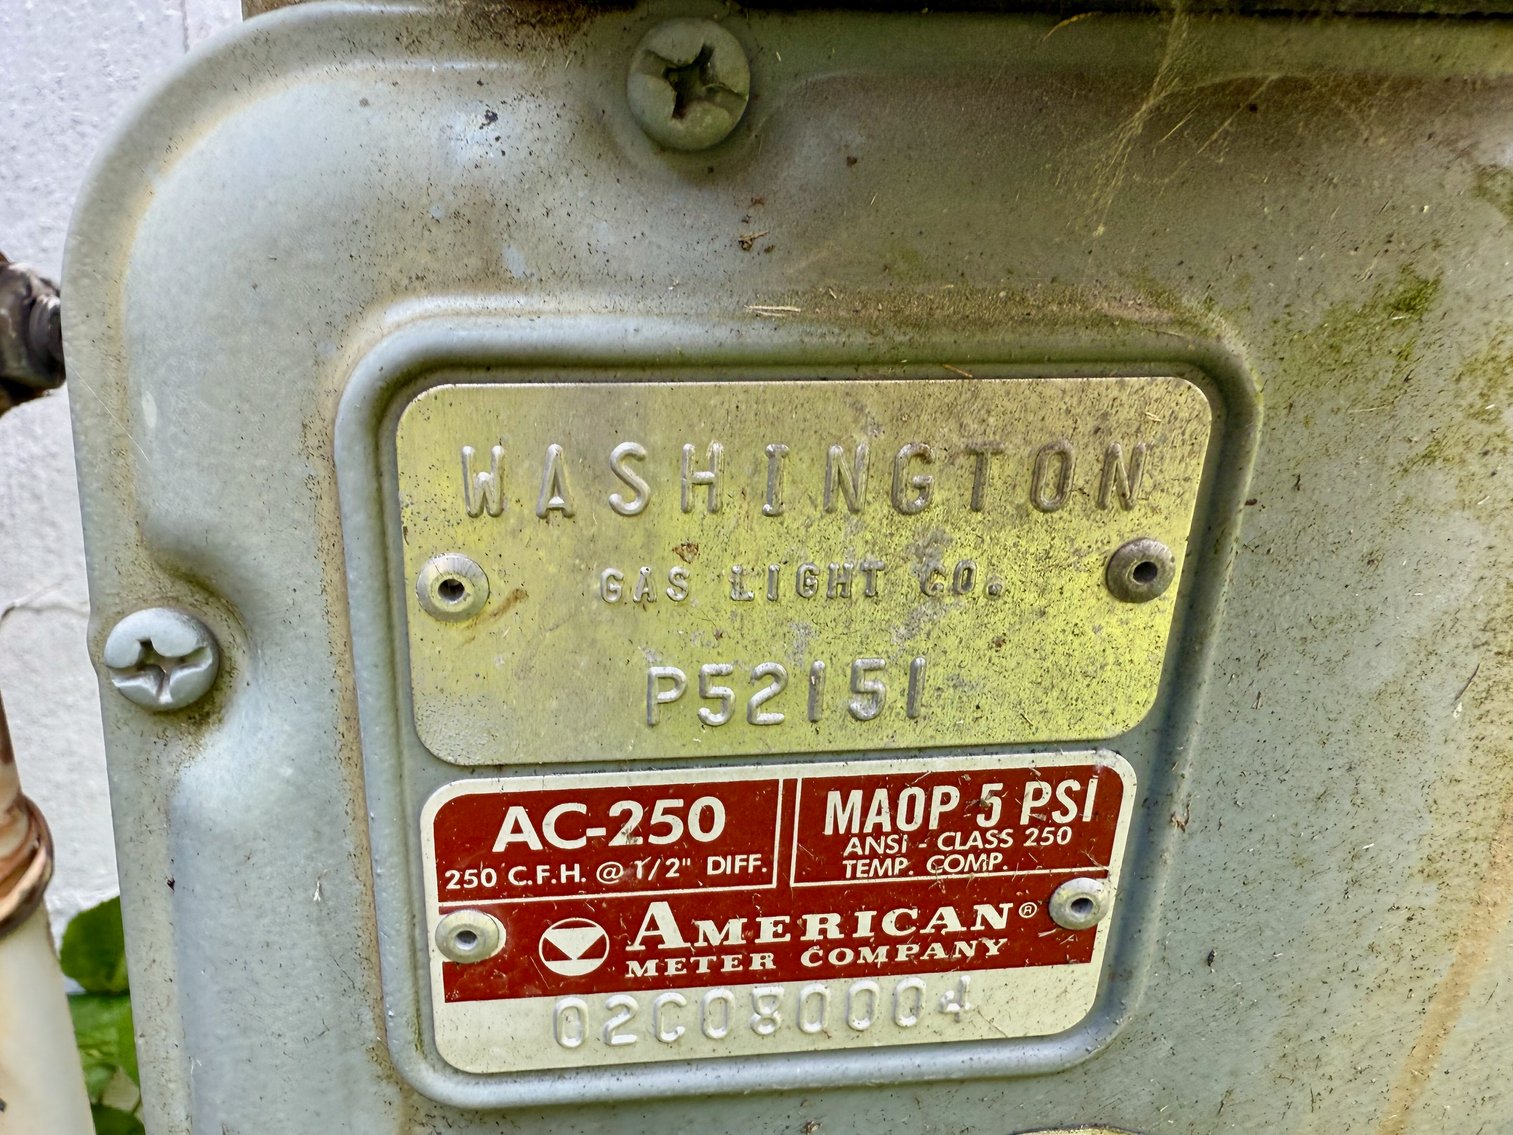 WASHINGTON
GAS LIGHT CO.
P52151
AC-250
250 C.F.H. @ 1/2" DIFF.
MAOP 5 PSI
ANSI - CLASS 250
TEMP. COMP.
AMERICAN®
METER COMPANY
02C080004